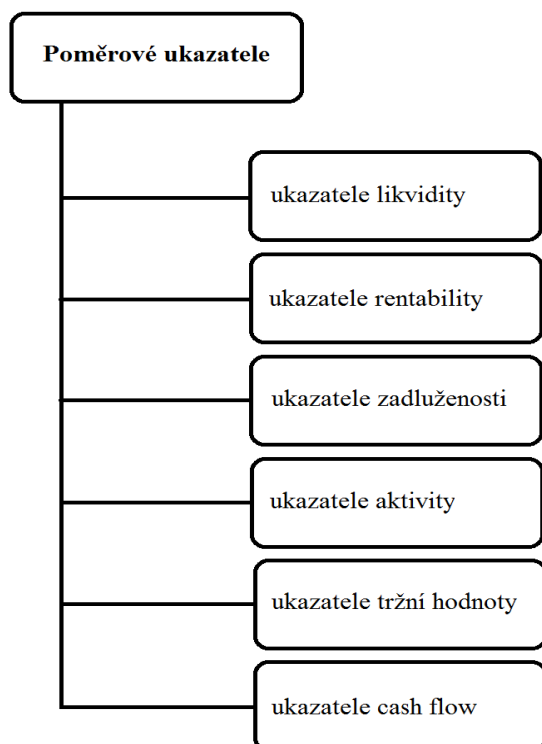 Poměrové ukazatele
ukazatele likvidity
ukazatele rentability
ukazatele zadluženosti
ukazatele aktivity
ukazatele tržní hodnoty
ukazatele cash flow